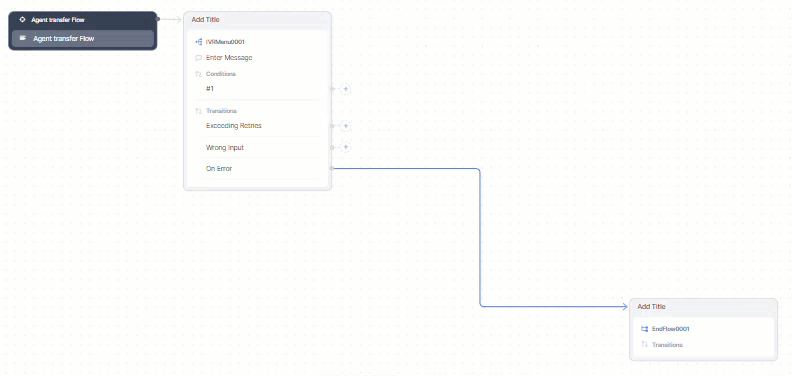 Agent transfer Flow
Agent transfer Flow
Add Title
IVRMenu0001
Enter Message
Conditions
#1
Transitions
Exceeding Retries
Wrong Input
On Error
Add Title
EndFlow0001
Transitions